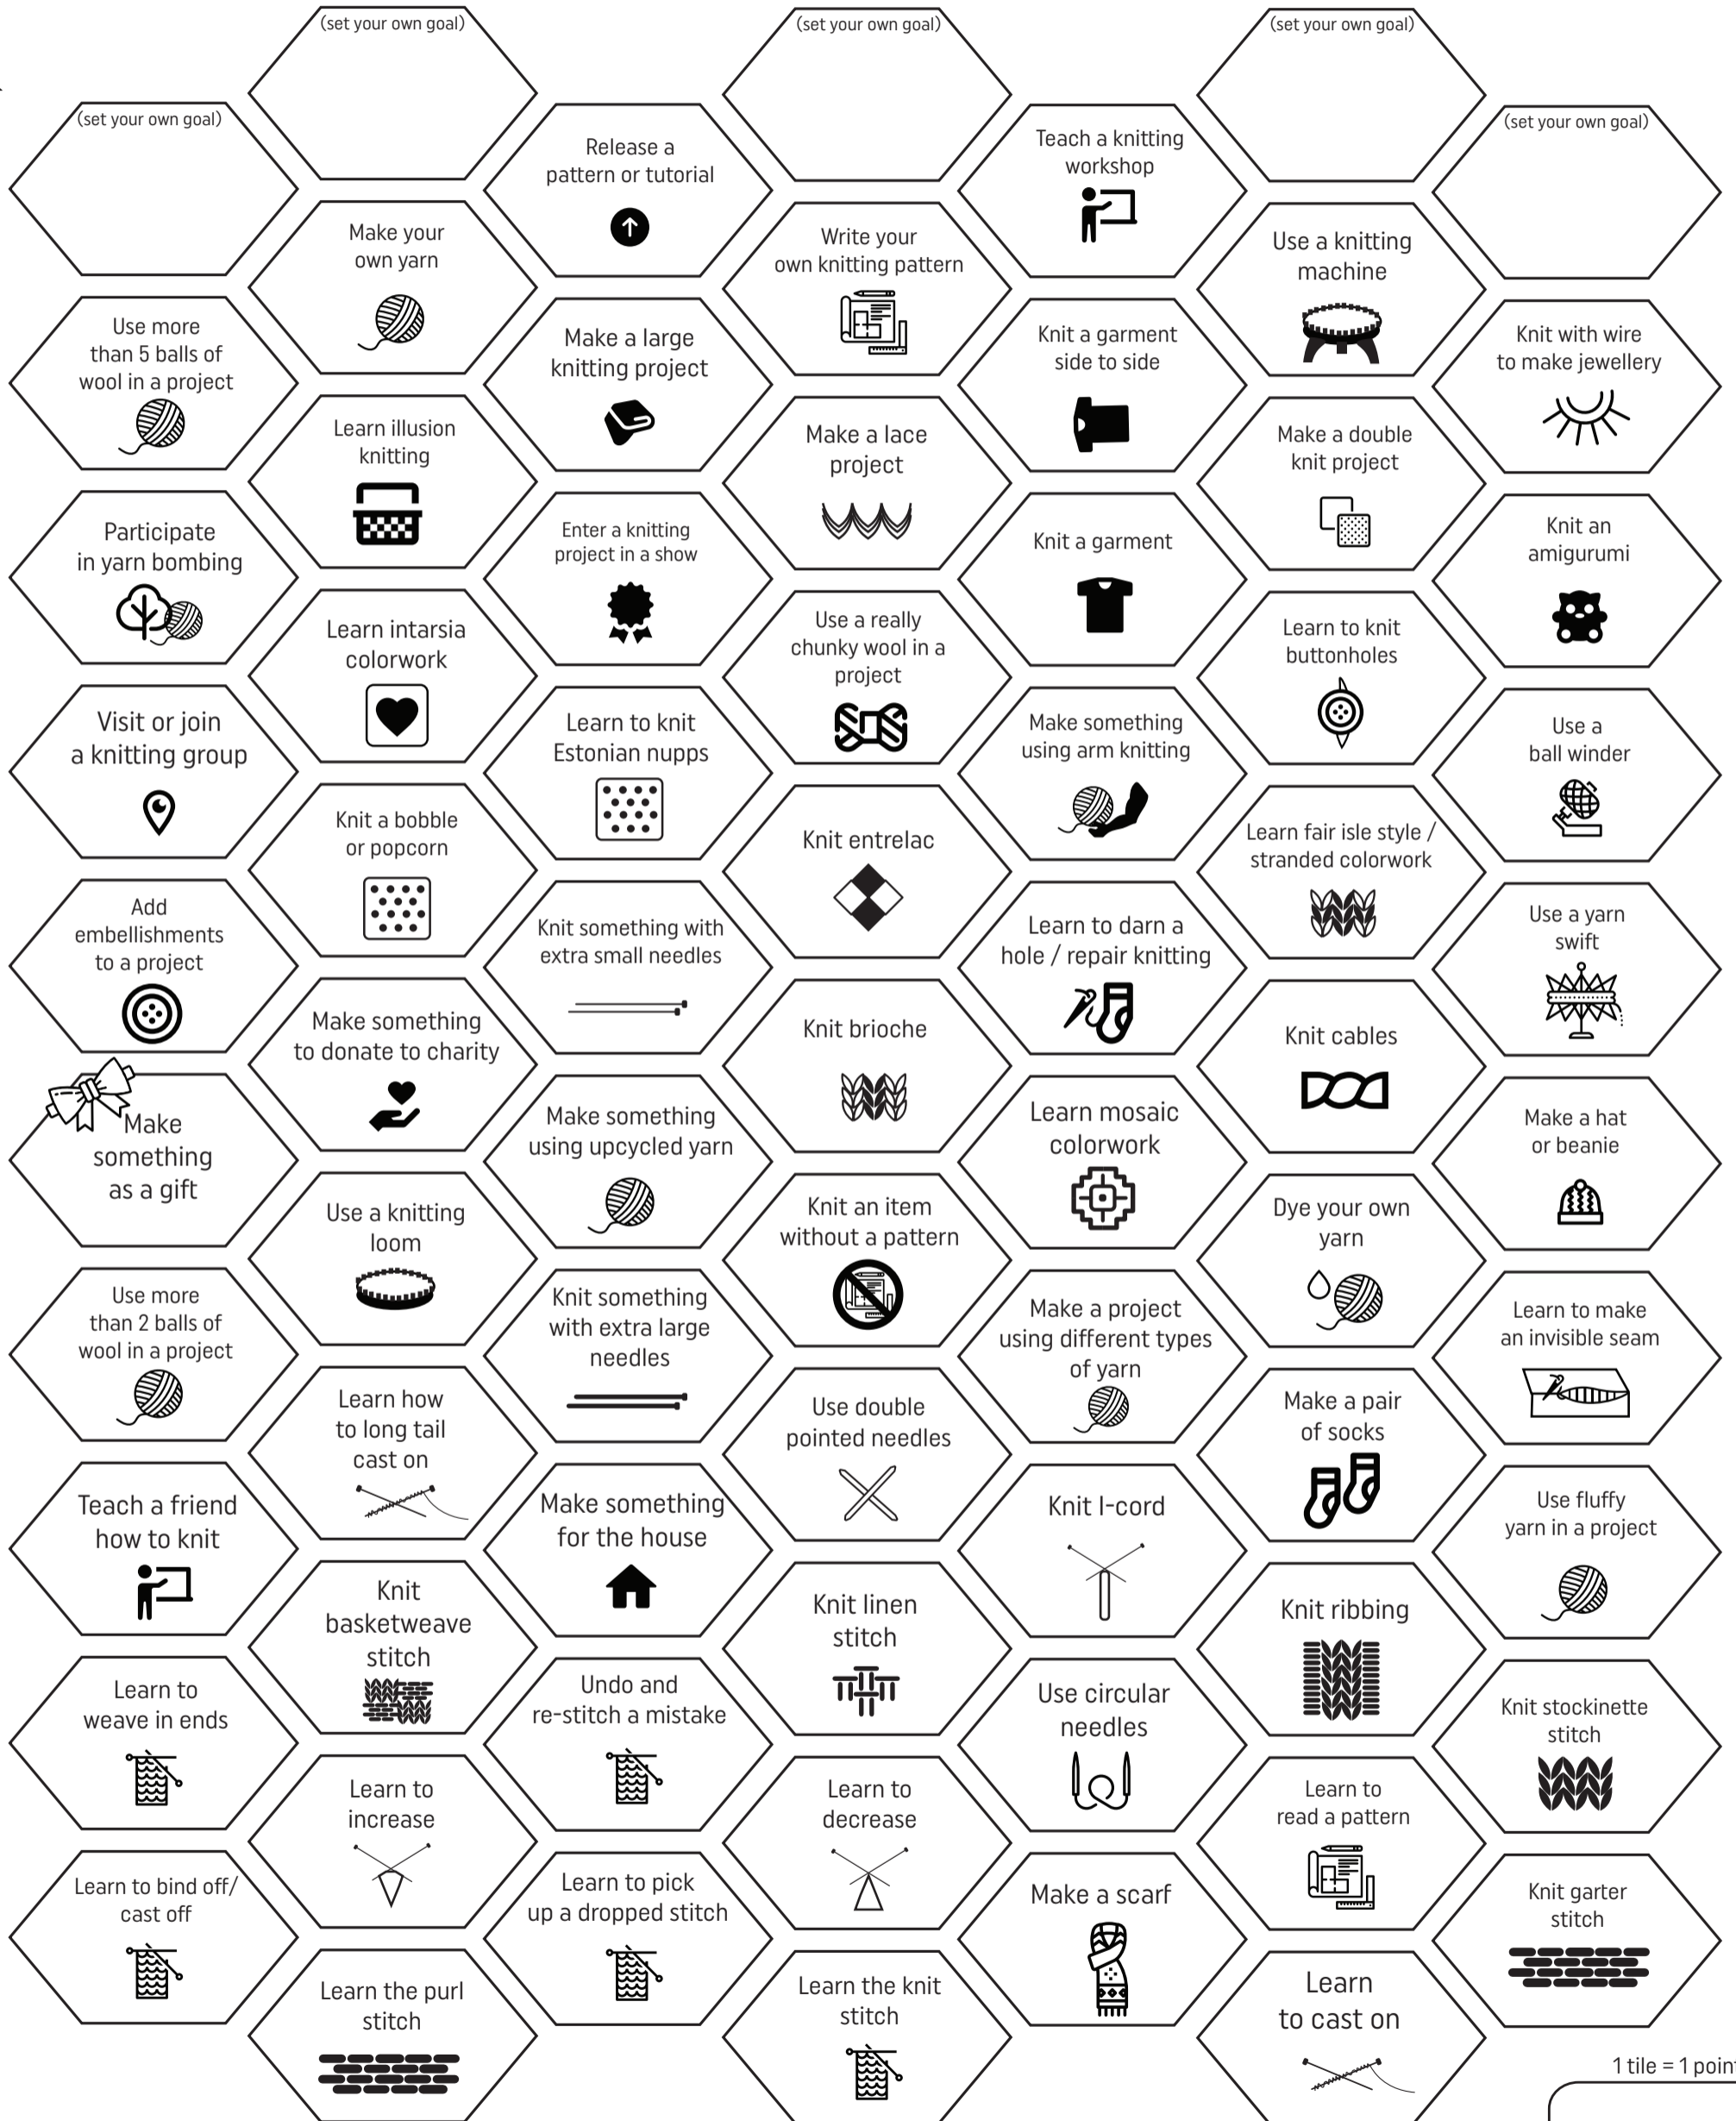 (set your own goal)
(set your own goal)
(set your own goal)
(set your own goal)
(set your own goal)
Release a
pattern or tutorial
Teach a knitting
workshop
Make your
own yarn
Write your
own knitting pattern
Use a knitting
machine
Use more
than 5 balls of
wool in a project
Make a large
knitting project
Knit a garment
side to side
Knit with wire
to make jewellery
Learn illusion
knitting
Make a lace
project
Make a double
knit project
Participate
in yarn bombing
Enter a knitting
project in a show
Knit a garment
Knit an
amigurumi
Learn intarsia
colorwork
Use a really
chunky wool in a
project
Learn to knit
buttonholes
Visit or join
a knitting group
Learn to knit
Estonian nupps
Make something
using arm knitting
Use a
ball winder
Knit a bobble
or popcorn
Knit entrelac
Learn fair isle style /
stranded colorwork
Add
embellishments
to a project
Knit something with
extra small needles
Learn to darn a
hole / repair knitting
Use a yarn
swift
Make something
to donate to charity
Knit brioche
Knit cables
Make
something
as a gift
Make something
using upcycled yarn
Learn mosaic
colorwork
Make a hat
or beanie
Use a knitting
loom
Knit an item
without a pattern
Dye your own
yarn
Use more
than 2 balls of
wool in a project
Knit something
with extra large
needles
Make a project
using different types
of yarn
Learn to make
an invisible seam
Learn how
to long tail
cast on
Use double
pointed needles
Make a pair
of socks
Teach a friend
how to knit
Make something
for the house
Knit I-cord
Use fluffy
yarn in a project
Knit
basketweave
stitch
Knit linen
stitch
Knit ribbing
Learn to
weave in ends
Undo and
re-stitch a mistake
Use circular
needles
Knit stockinette
stitch
Learn to
increase
Learn to
decrease
Learn to
read a pattern
Learn to bind off/
cast off
Learn to pick
up a dropped stitch
Make a scarf
Knit garter
stitch
Learn the purl
stitch
Learn the knit
stitch
Learn
to cast on
1 tile = 1 poin